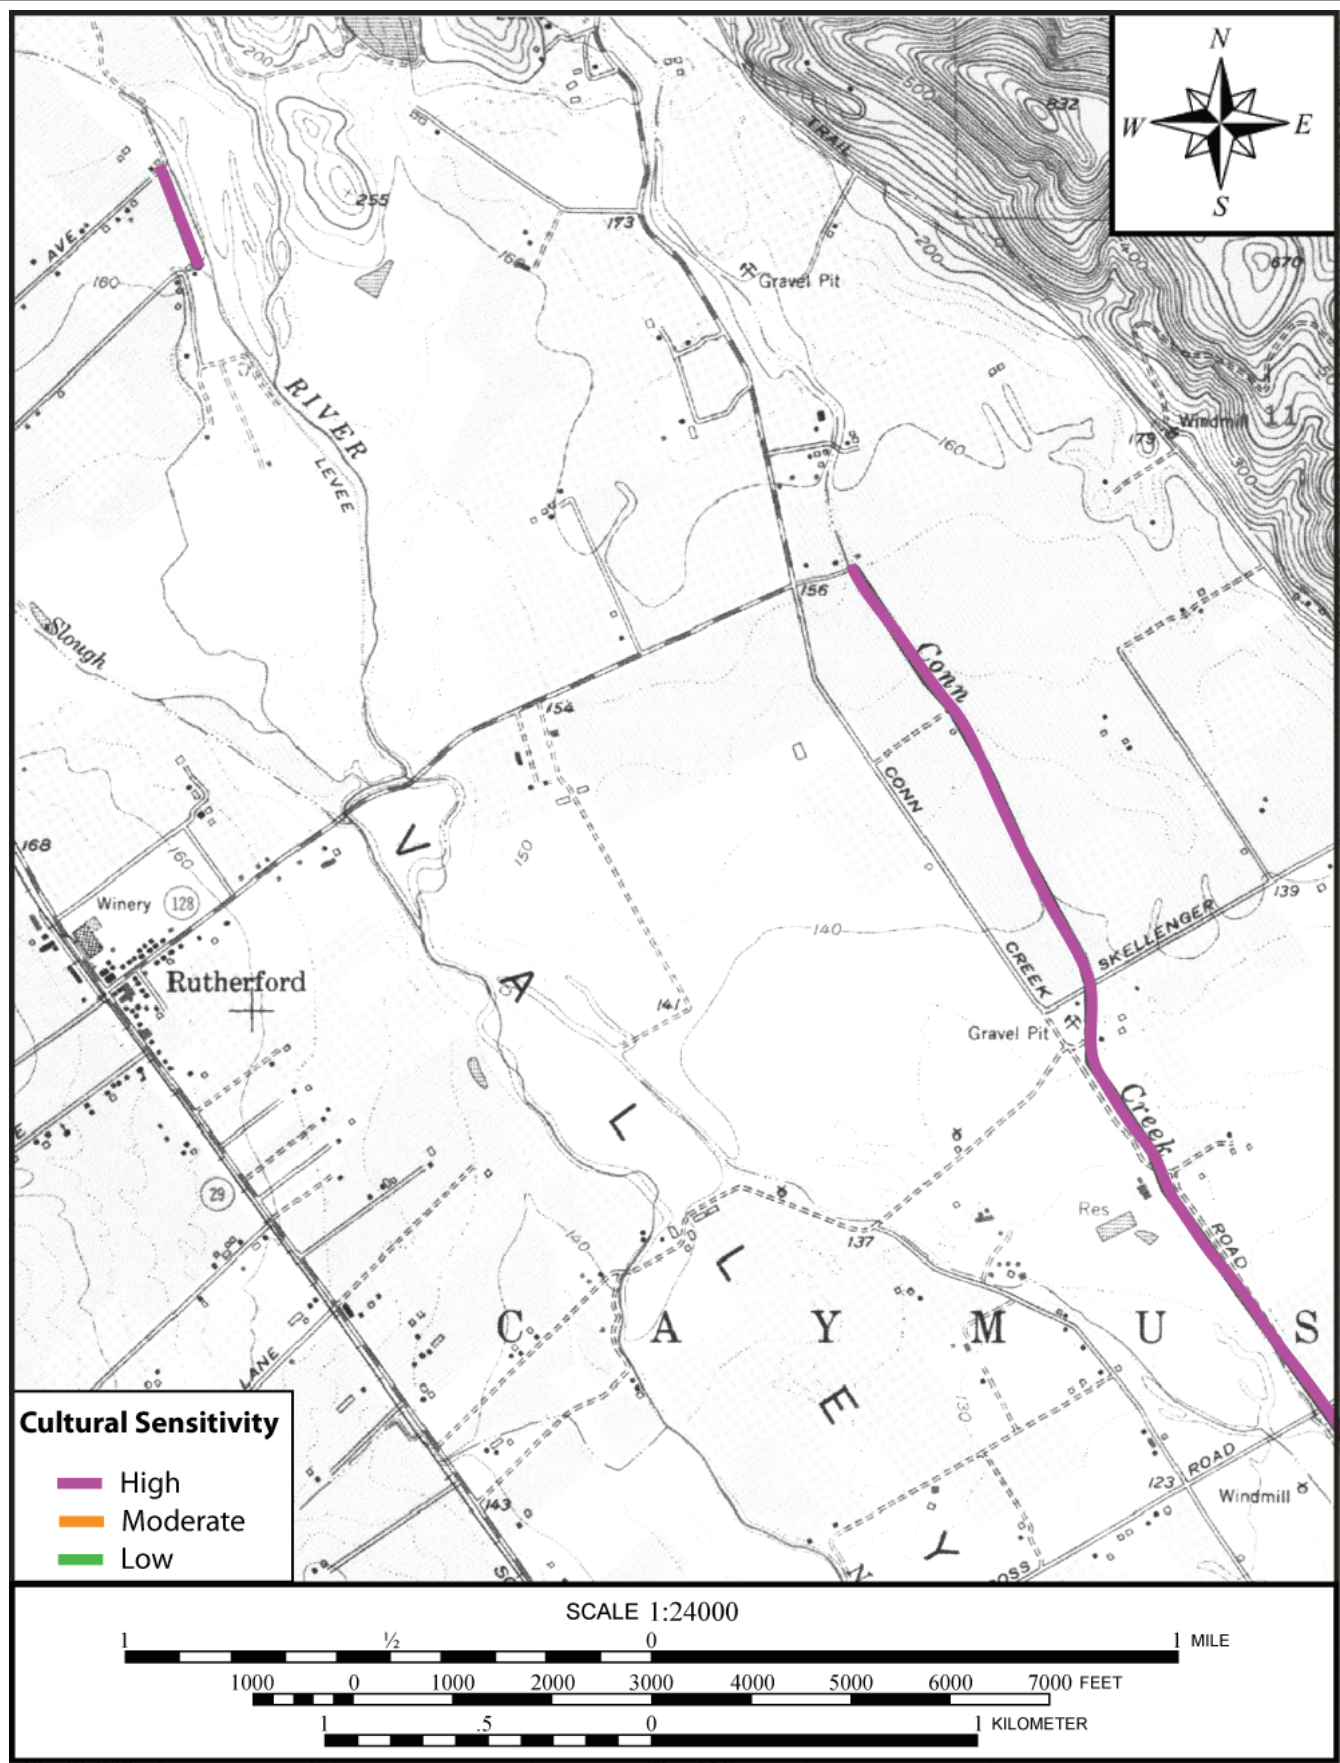 N
W E
S
200
500
832
TRAIL
255
173
AVE
200
400
670
160
160
Gravel Pit
RIVER
LEVEE
160
179
Windmill
11
300
156
Slough
Conn
154
CONN
168
150
160
Winery
128
V
139
SKELLENGER
140
CREEK
Rutherford
A
141
Gravel Pit
L
Creek
29
Res
140
137
ROAD
L
C A Y M U S
LANE
E
130
ROAD
123
Windmill
143
Y
OSS
Cultural Sensitivity
High
Moderate
Low
SCALE 1:24000
1 ½ 0 1 MILE
1000 0 1000 2000 3000 4000 5000 6000 7000 FEET
1 .5 0 1 KILOMETER